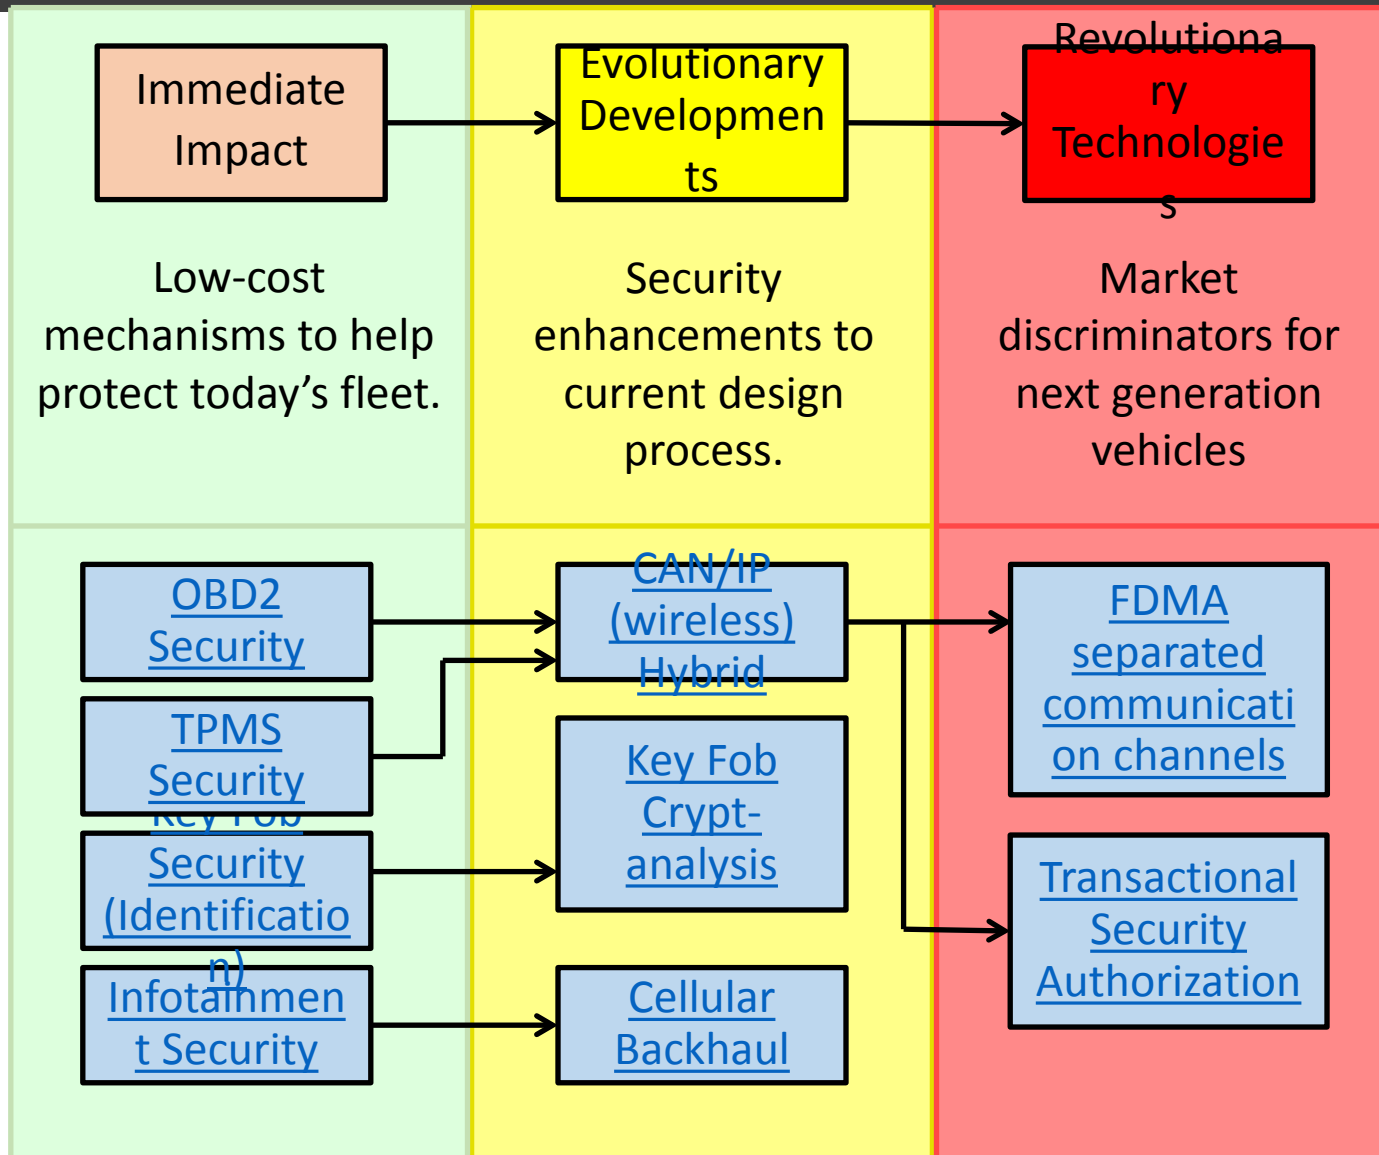 Immediate
Impact
Evolutionary
Developmen
ts
Revolutiona
ry
Technologie
s
Low-cost
mechanisms to help
protect today’s fleet.
Security
enhancements to
current design
process.
Market
discriminators for
next generation
vehicles
OBD2
Security
TPMS
Security
Key Fob
Security
(Identificatio
n)
Infotainmen
t Security
CAN/IP
(wireless)
Hybrid
Key Fob
Crypt-
analysis
Cellular
Backhaul
FDMA
separated
communicati
on channels
Transactional
Security
Authorization